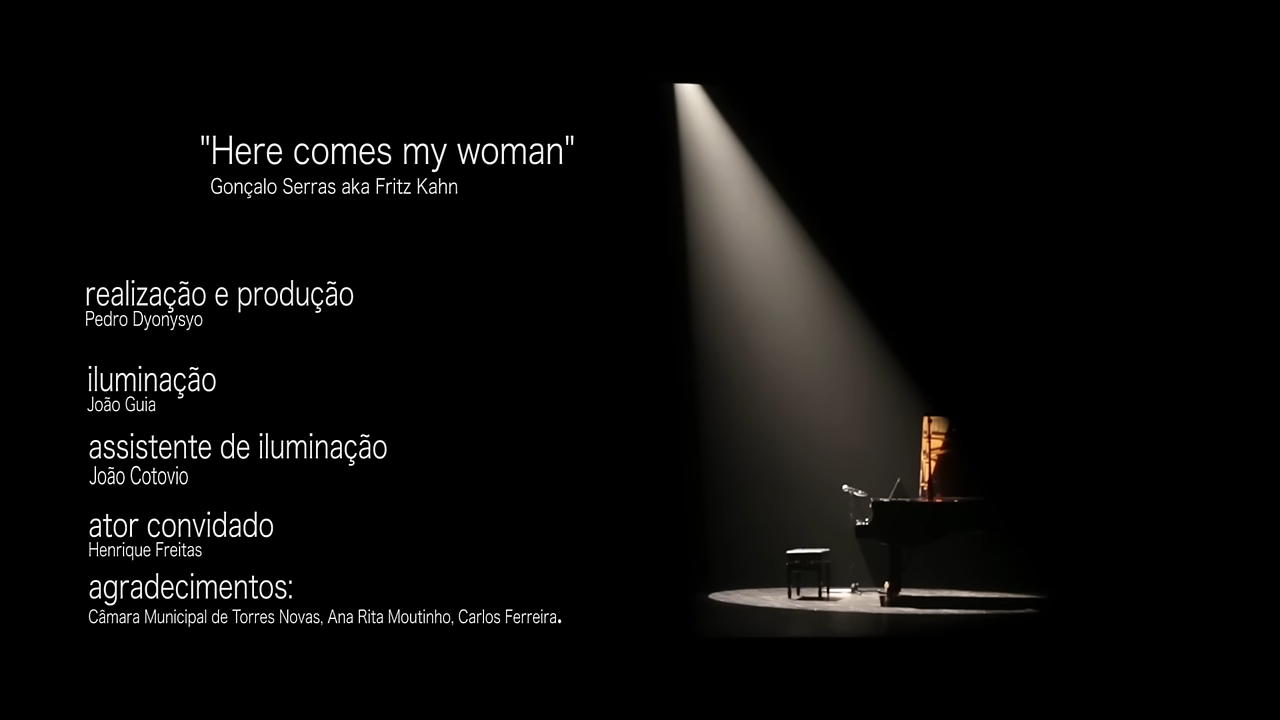 "Here comes my woman"
Gonçalo Serras aka Fritz Kahn
realização e produção
Pedro Dyonysyo
iluminação
João Guia
assistente de iluminação
João Cotovio
ator convidado
Henrique Freitas
agradecimentos:
Câmara Municipal de Torres Novas, Ana Rita Moutinho, Carlos Ferreira.